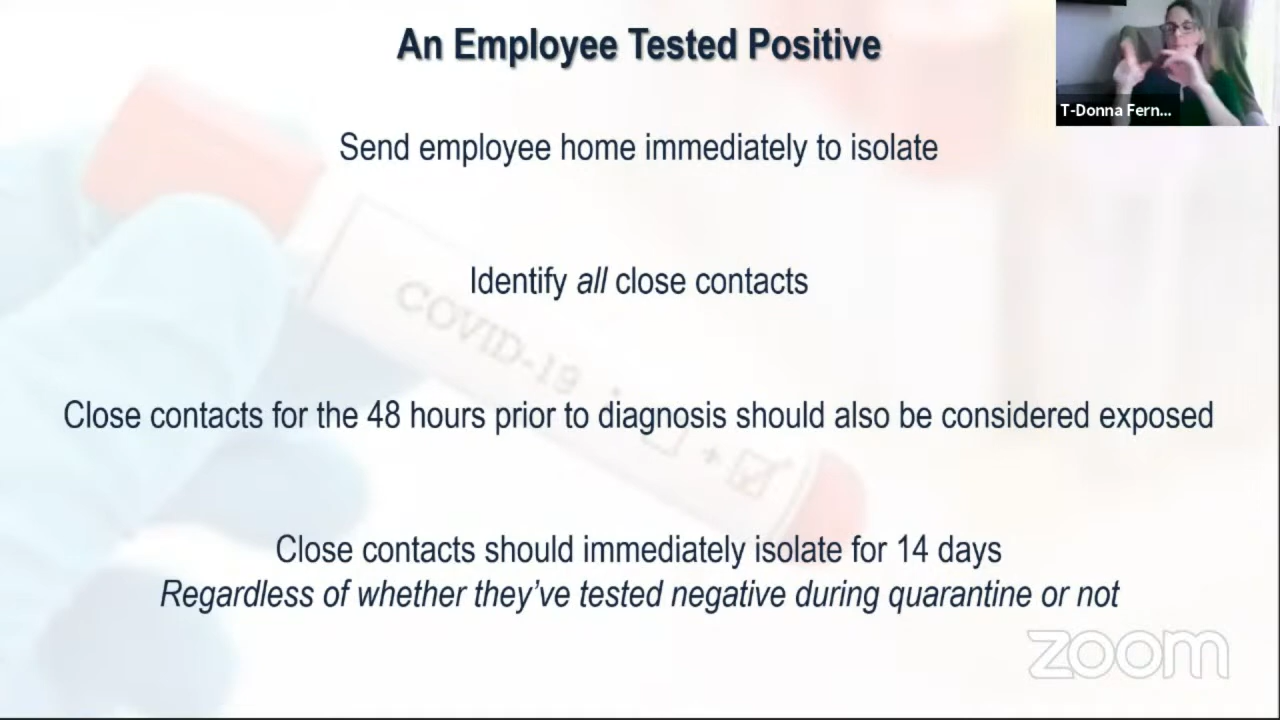 An Employee Tested Positive
T-Donna Fern...
Send employee home immediately to isolate
Identify all close contacts
COVID-19
Close contacts for the 48 hours prior to diagnosis should also be considered exposed
+
Close contacts should immediately isolate for 14 days
Regardless of whether they've tested negative during quarantine or not
zoom